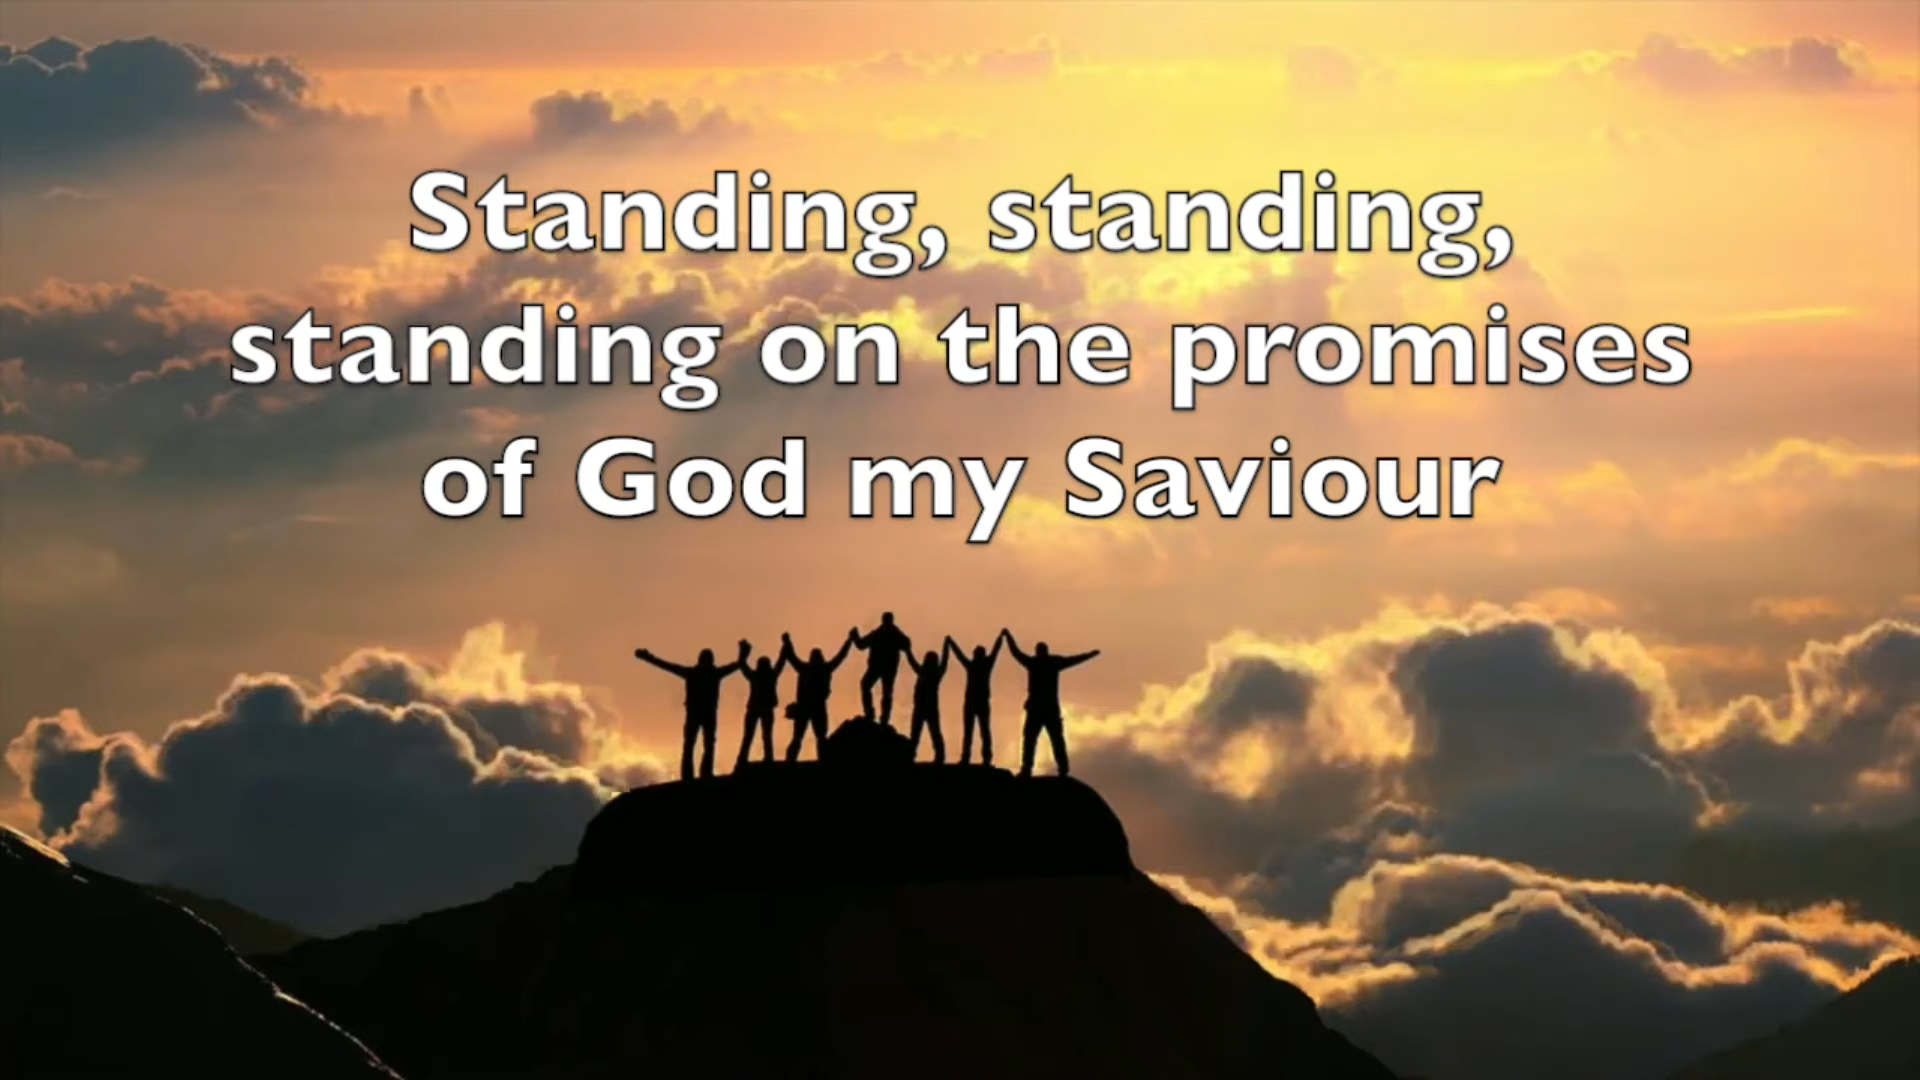 Standing, standing,
standing on the promises
of God my Saviour